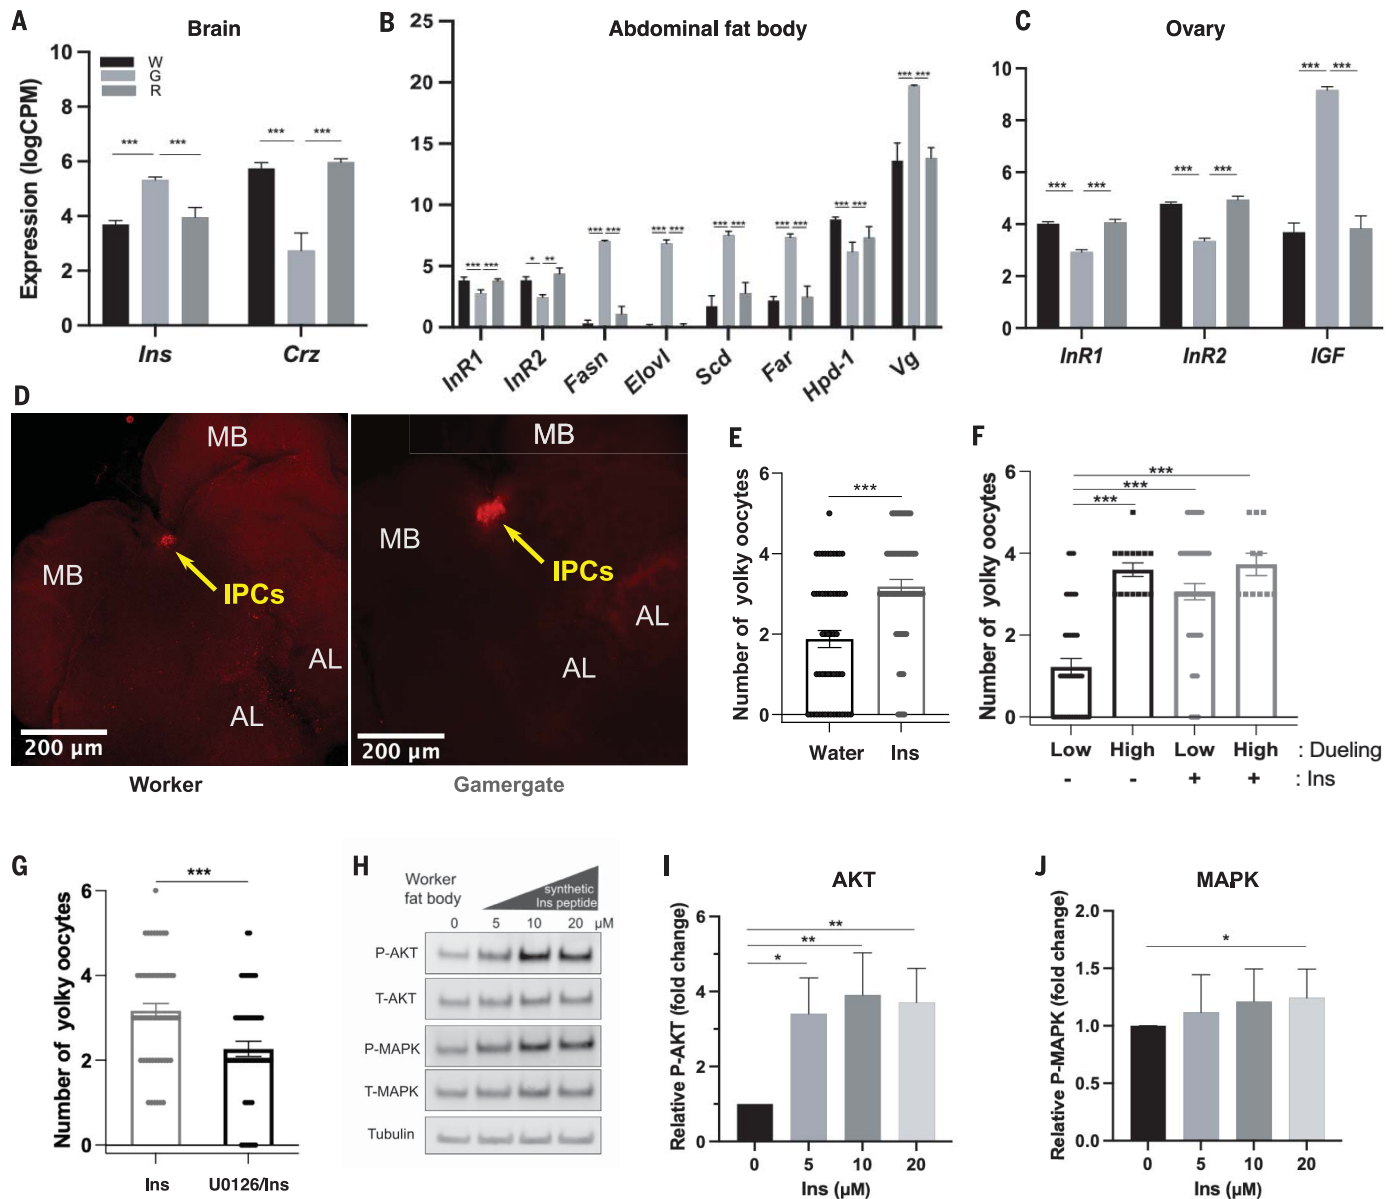 A
Brain
Expression (logCPM)
10
8
6
4
2
0
W
G
R
***
***
***
***
Ins
Crz
B
Abdominal fat body
25
20
15
10
5
0
*** ***
* **
*** ***
*** ***
*** ***
*** ***
*** ***
*** ***
InR1
InR2
Fasn
Elovl
Scd
Far
Hpd-1
Vg
C
Ovary
10
8
6
4
2
0
*** ***
*** ***
*** ***
InR1
InR2
IGF
D
MB
MB
IPCs
AL
AL
200 µm
Worker
MB
MB
IPCs
AL
AL
200 µm
Gamergate
E
Number of yolky oocytes
6
4
2
0
***
Water
Ins
F
Number of yolky oocytes
6
4
2
0
***
***
***
Low High Low High : Dueling
- - + + : Ins
G
Number of yolky oocytes
6
4
2
0
***
Ins
U0126/Ins
H
Worker
fat body
synthetic
Ins peptide
0 5 10 20 µM
P-AKT
T-AKT
P-MAPK
T-MAPK
Tubulin
I
AKT
Relative P-AKT (fold change)
6
4
2
0
**
**
*
0 5 10 20
Ins (µM)
J
MAPK
Relative P-MAPK (fold change)
2.0
1.5
1.0
0.5
0.0
*
0 5 10 20
Ins (µM)